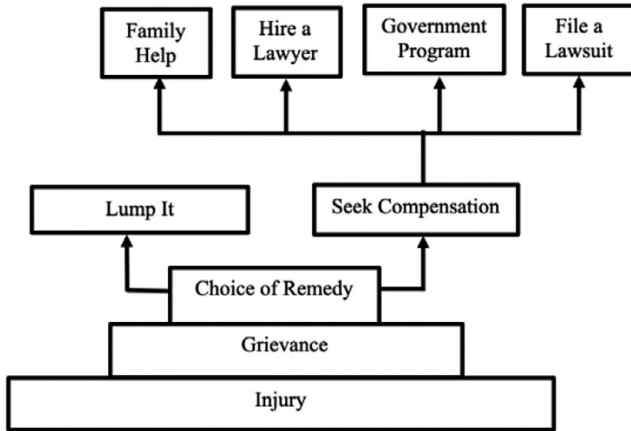 Family
Help
Hire a
Lawyer
Government
Program
File a
Lawsuit
Lump It
Seek Compensation
Choice of Remedy
Grievance
Injury